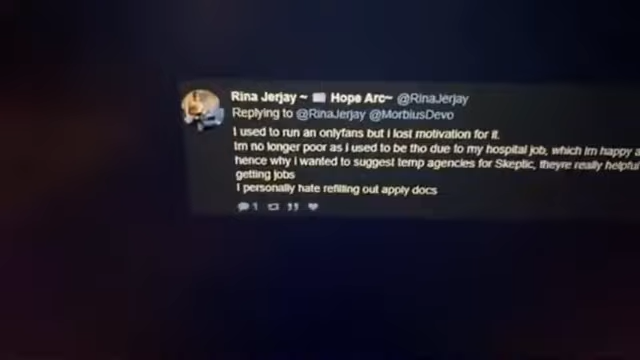 Rina Jerjay ~ Hope Arc~ @RinaJerjay
Replying to @RinaJerjay @MorbiusDevo
I used to run an onlyfans but i lost motivation for it.
Im no longer poor as i used to be tho due to my hospital job, which im happy a
hence why i wanted to suggest temp agencies for Skeptic, theyre really helpful
getting jobs
I personally hate refilling out apply docs
1